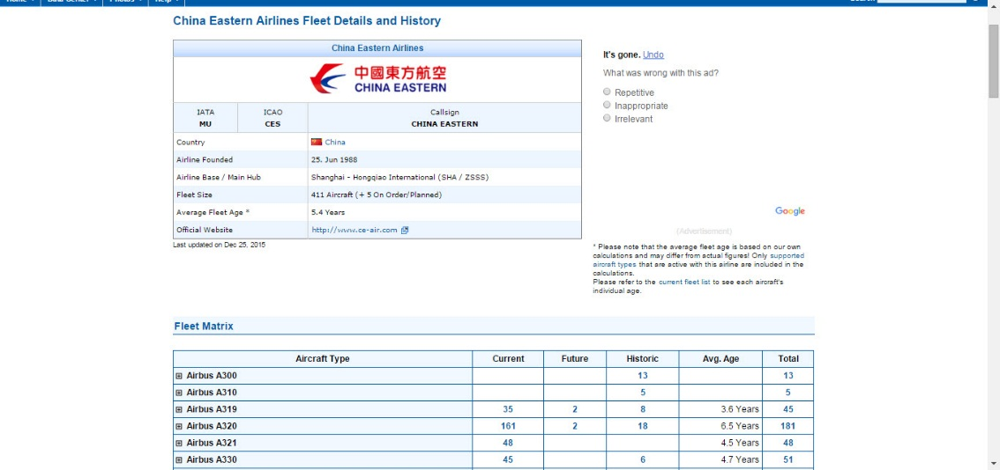 Home
Data Center
Photos
Help
Search
China Eastern Airlines Fleet Details and History
China Eastern Airlines
中國東方航空
CHINA EASTERN
IATA ICAO Callsign
MU CES CHINA EASTERN
Country China
Airline Founded 25. Jun 1988
Airline Base / Main Hub Shanghai - Hongqiao International (SHA / ZSSS)
Fleet Size 411 Aircraft (+ 5 On Order/Planned)
Average Fleet Age * 5.4 Years
Official Website http://www.ce-air.com
Last updated on Dec 25, 2015
It's gone. Undo
What was wrong with this ad?
Repetitive
Inappropriate
Irrelevant
Google
(Advertisement)
* Please note that the average fleet age is based on our own
calculations and may differ from actual figures! Only supported
aircraft types that are active with this airline are included in the
calculations.
Please refer to the current fleet list to see each aircraft's
individual age.
Fleet Matrix
Aircraft Type Current Future Historic Avg. Age Total
Airbus A300 13 13
Airbus A310 5 5
Airbus A319 35 2 8 3.6 Years 45
Airbus A320 161 2 18 6.5 Years 181
Airbus A321 48 4.5 Years 48
Airbus A330 45 6 4.7 Years 51